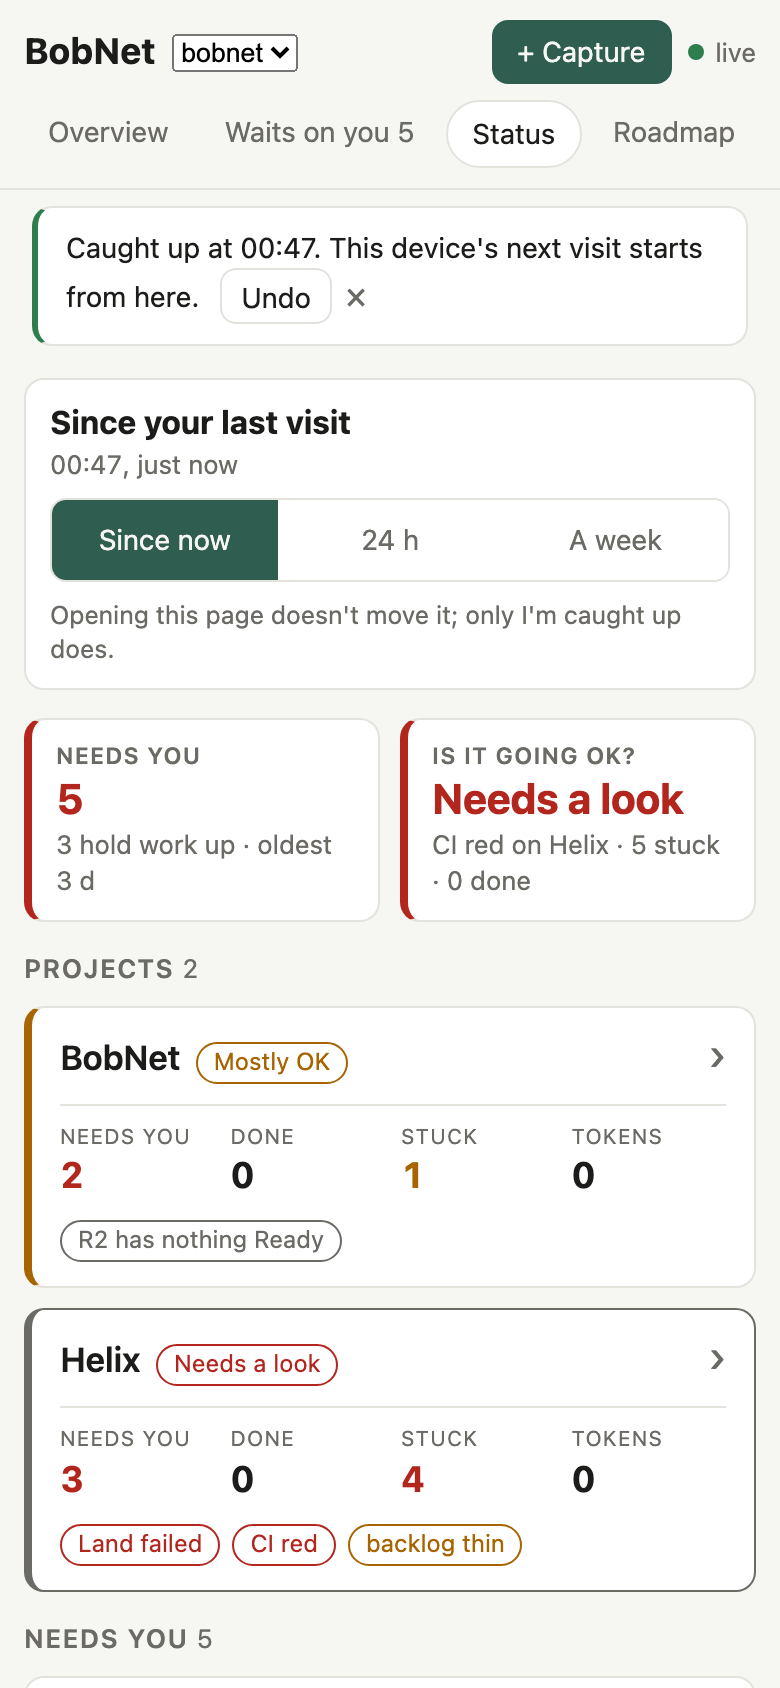 BobNet bobnet + Capture live
Overview Waits on you 5 Status Roadmap
Caught up at 00:47. This device's next visit starts
from here. Undo ×
Since your last visit
00:47, just now
Since now 24 h A week
Opening this page doesn't move it; only I'm caught up
does.
NEEDS YOU
5
3 hold work up · oldest
3 d
IS IT GOING OK?
Needs a look
CI red on Helix · 5 stuck
· 0 done
PROJECTS 2
BobNet Mostly OK ›
NEEDS YOU DONE STUCK TOKENS
2 0 1 0
R2 has nothing Ready
Helix Needs a look ›
NEEDS YOU DONE STUCK TOKENS
3 0 4 0
Land failed CI red backlog thin
NEEDS YOU 5